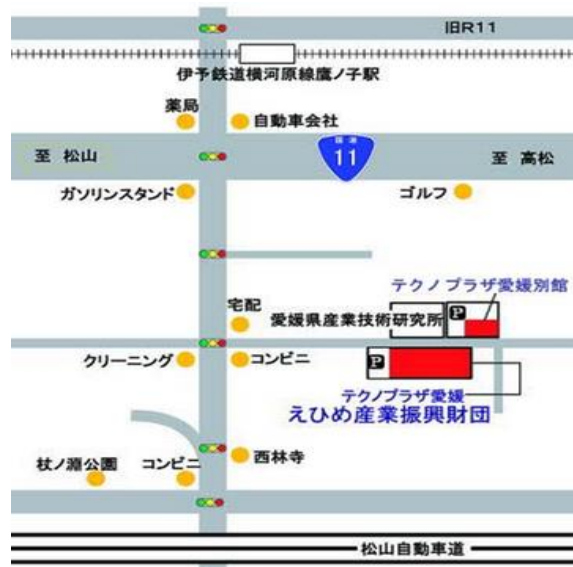 旧R11
伊予鉄道横河原線鷹ノ子駅
薬局
自動車会社
至 松山
国道
11
至 高松
ガソリンスタンド
ゴルフ
テクノプラザ愛媛別館
宅配
愛媛県産業技術研究所
P
クリーニング
コンビニ
P
テクノプラザ愛媛
えひめ産業振興財団
杖ノ淵公園
コンビニ
西林寺
松山自動車道